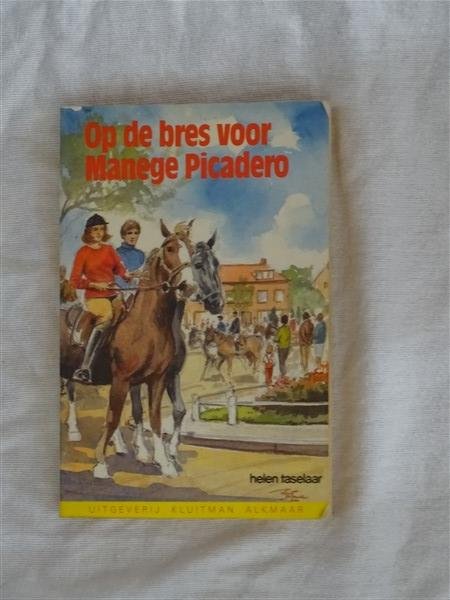 Op de bres voor
Manege Picadero
helen taselaar
UITGEVERIJ KLUITMAN ALKMAAR